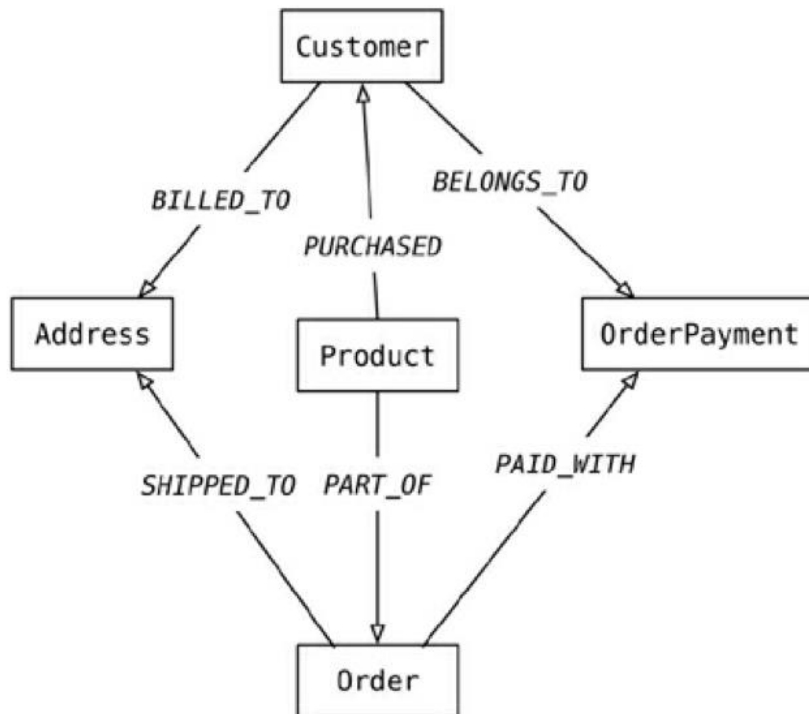 Customer
BILLED_TO
BELONGS_TO
PURCHASED
Address
Product
OrderPayment
SHIPPED_TO
PART_OF
PAID_WITH
Order